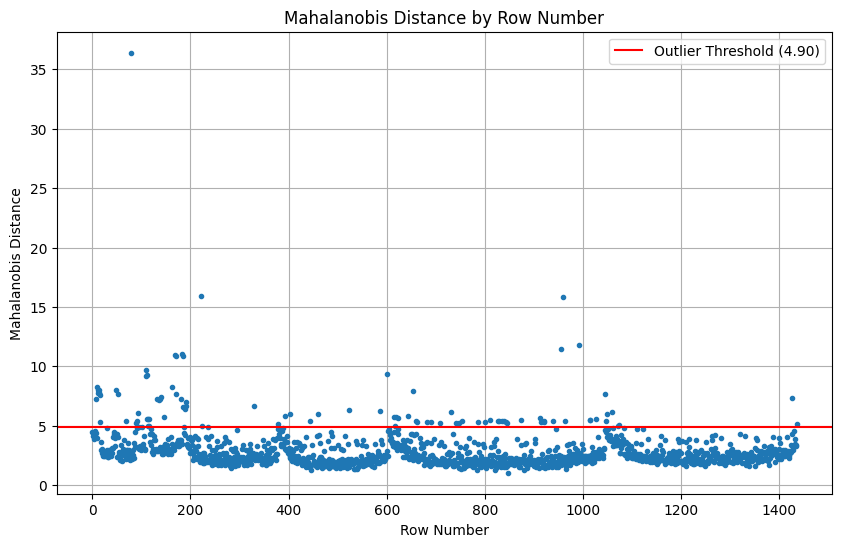 Mahalanobis Distance by Row Number
Outlier Threshold (4.90)
Mahalanobis Distance
35
30
25
20
15
10
5
0
0 200 400 600 800 1000 1200 1400
Row Number